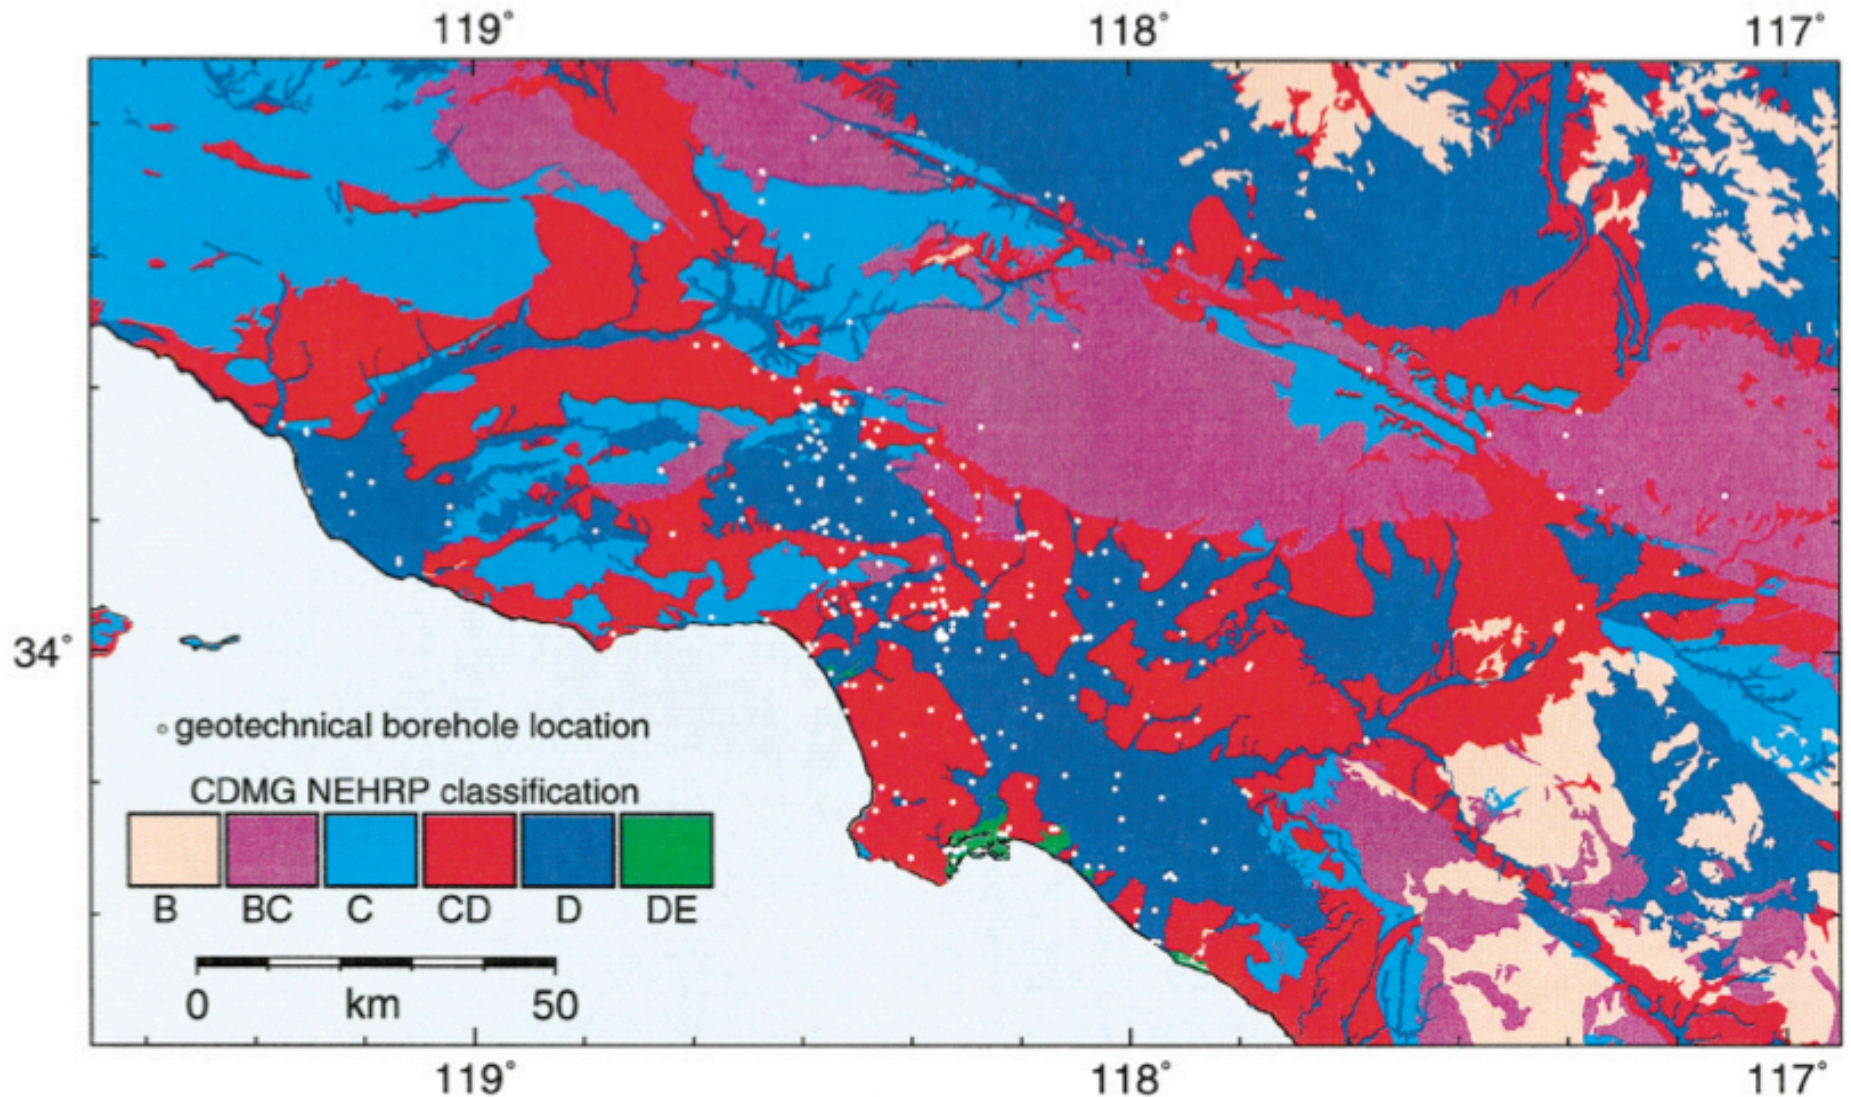 119° 118° 117°
34°
geotechnical borehole location
CDMG NEHRP classification
B BC C CD D DE
0 km 50
119° 118° 117°